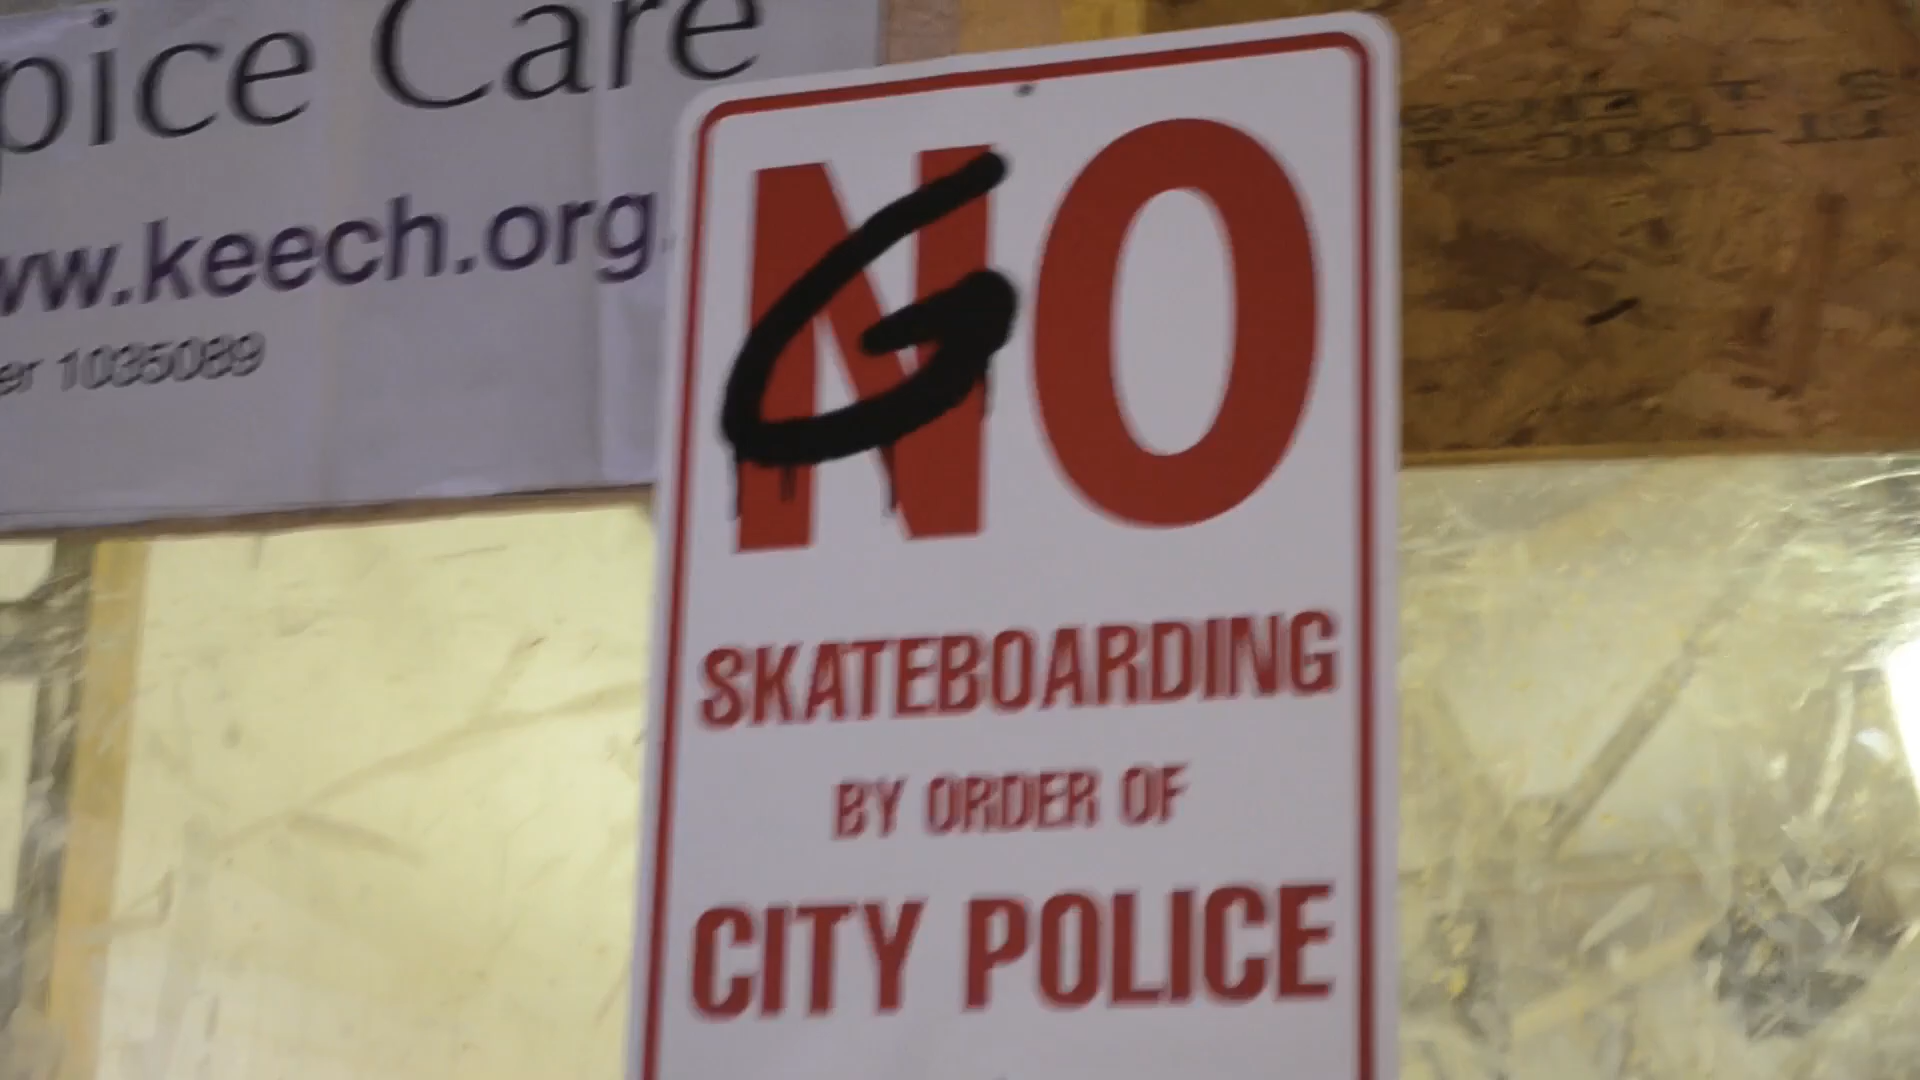 pice Care
ww.keech.org.
er 1035089
G
NO
SKATEBOARDING
BY ORDER OF
CITY POLICE